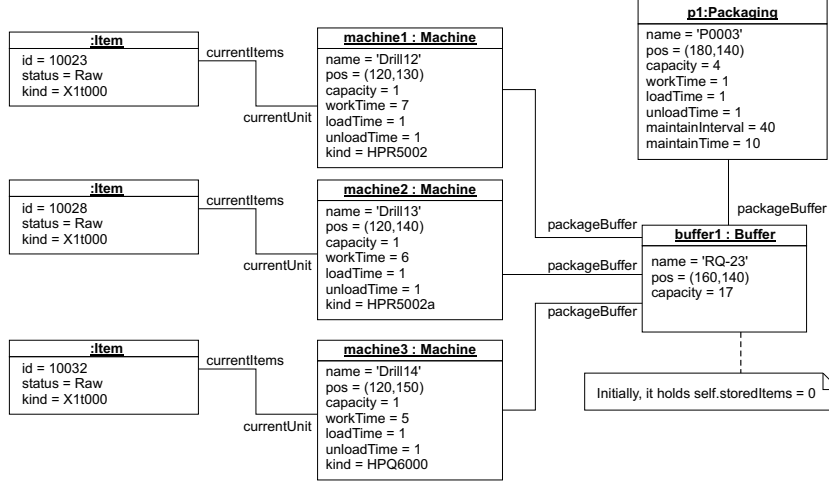 p1:Packaging
name = 'P0003'
pos = (180,140)
capacity = 4
workTime = 1
loadTime = 1
unloadTime = 1
maintainInterval = 40
maintainTime = 10
:Item
id = 10023
status = Raw
kind = X1t000
currentItems
currentUnit
machine1 : Machine
name = 'Drill12'
pos = (120,130)
capacity = 1
workTime = 7
loadTime = 1
unloadTime = 1
kind = HPR5002
:Item
id = 10028
status = Raw
kind = X1t000
currentItems
currentUnit
machine2 : Machine
name = 'Drill13'
pos = (120,140)
capacity = 1
workTime = 6
loadTime = 1
unloadTime = 1
kind = HPR5002a
packageBuffer
packageBuffer
packageBuffer
packageBuffer
buffer1 : Buffer
name = 'RQ-23'
pos = (160,140)
capacity = 17
:Item
id = 10032
status = Raw
kind = X1t000
currentItems
currentUnit
machine3 : Machine
name = 'Drill14'
pos = (120,150)
capacity = 1
workTime = 5
loadTime = 1
unloadTime = 1
kind = HPQ6000
Initially, it holds self.storedItems = 0